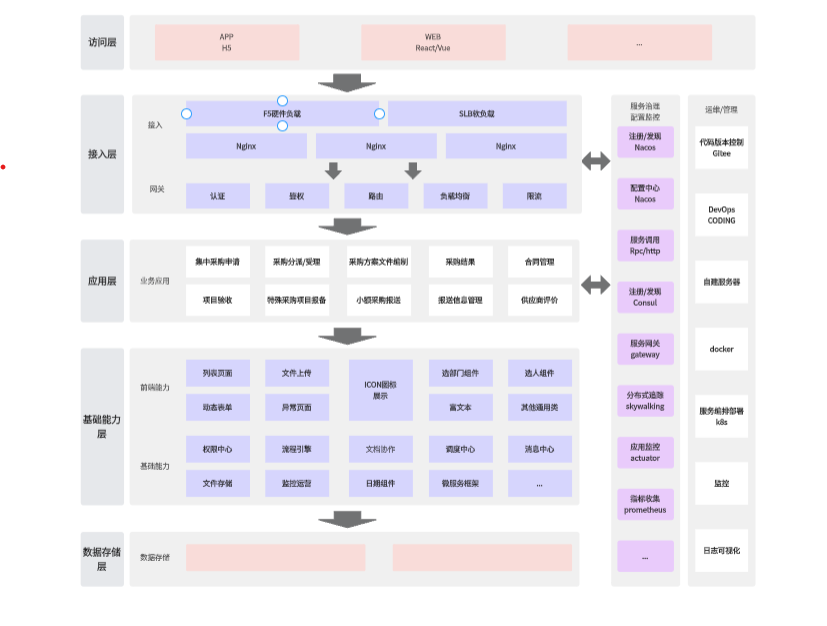 访问层
APP
H5
WEB
React/Vue
...
接入层
接入
F5硬件负载
SLB软负载
Nginx
Nginx
Nginx
网关
认证
鉴权
路由
负载均衡
限流
应用层
业务应用
集中采购申请
采购分派/受理
采购方案文件编制
采购结果
合同管理
项目验收
特殊采购项目报备
小额采购报送
报送信息管理
供应商评价
基础能力
层
前端能力
列表页面
文件上传
ICON图标
展示
选部门组件
选人组件
动态表单
异常页面
富文本
其他通用类
基础能力
权限中心
流程引擎
文档协作
调度中心
消息中心
文件存储
监控运营
日期组件
微服务框架
...
数据存储
层
数据存储
服务治理
配置监控
注册/发现
Nacos
配置中心
Nacos
服务调用
Rpc/http
注册/发现
Consul
服务网关
gateway
分布式追踪
skywalking
应用监控
actuator
指标收集
prometheus
...
运维/管理
代码版本控制
Gitee
DevOps
CODING
自建服务器
docker
服务编排部署
k8s
监控
日志可视化